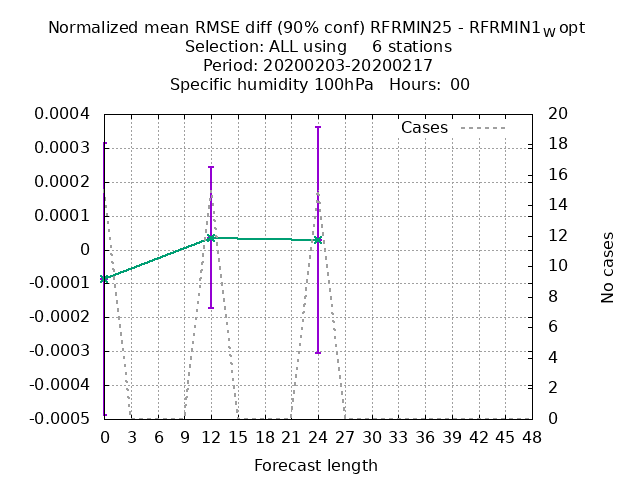 Normalized mean RMSE diff (90% conf) RFRMIN25 - RFRMIN1Wopt
Selection: ALL using     6 stations
Period: 20200203-20200217
Specific humidity 100hPa   Hours:  00
Cases
0.0004
0.0003
0.0002
0.0001
0
-0.0001
-0.0002
-0.0003
-0.0004
-0.0005
20
18
16
14
12
10
8
6
4
2
0
No cases
0 3 6 9 12 15 18 21 24 27 30 33 36 39 42 45 48
Forecast length